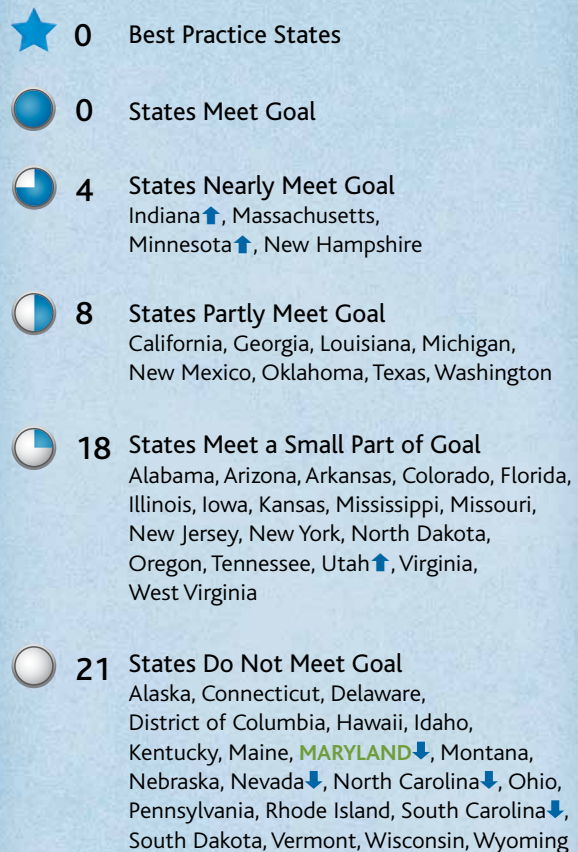 0 Best Practice States
0 States Meet Goal
4 States Nearly Meet Goal
Indiana⬆, Massachusetts,
Minnesota⬆, New Hampshire
8 States Partly Meet Goal
California, Georgia, Louisiana, Michigan,
New Mexico, Oklahoma, Texas, Washington
18 States Meet a Small Part of Goal
Alabama, Arizona, Arkansas, Colorado, Florida,
Illinois, Iowa, Kansas, Mississippi, Missouri,
New Jersey, New York, North Dakota,
Oregon, Tennessee, Utah⬆, Virginia,
West Virginia
21 States Do Not Meet Goal
Alaska, Connecticut, Delaware,
District of Columbia, Hawaii, Idaho,
Kentucky, Maine, MARYLAND⬇, Montana,
Nebraska, Nevada⬇, North Carolina⬇, Ohio,
Pennsylvania, Rhode Island, South Carolina⬇,
South Dakota, Vermont, Wisconsin, Wyoming